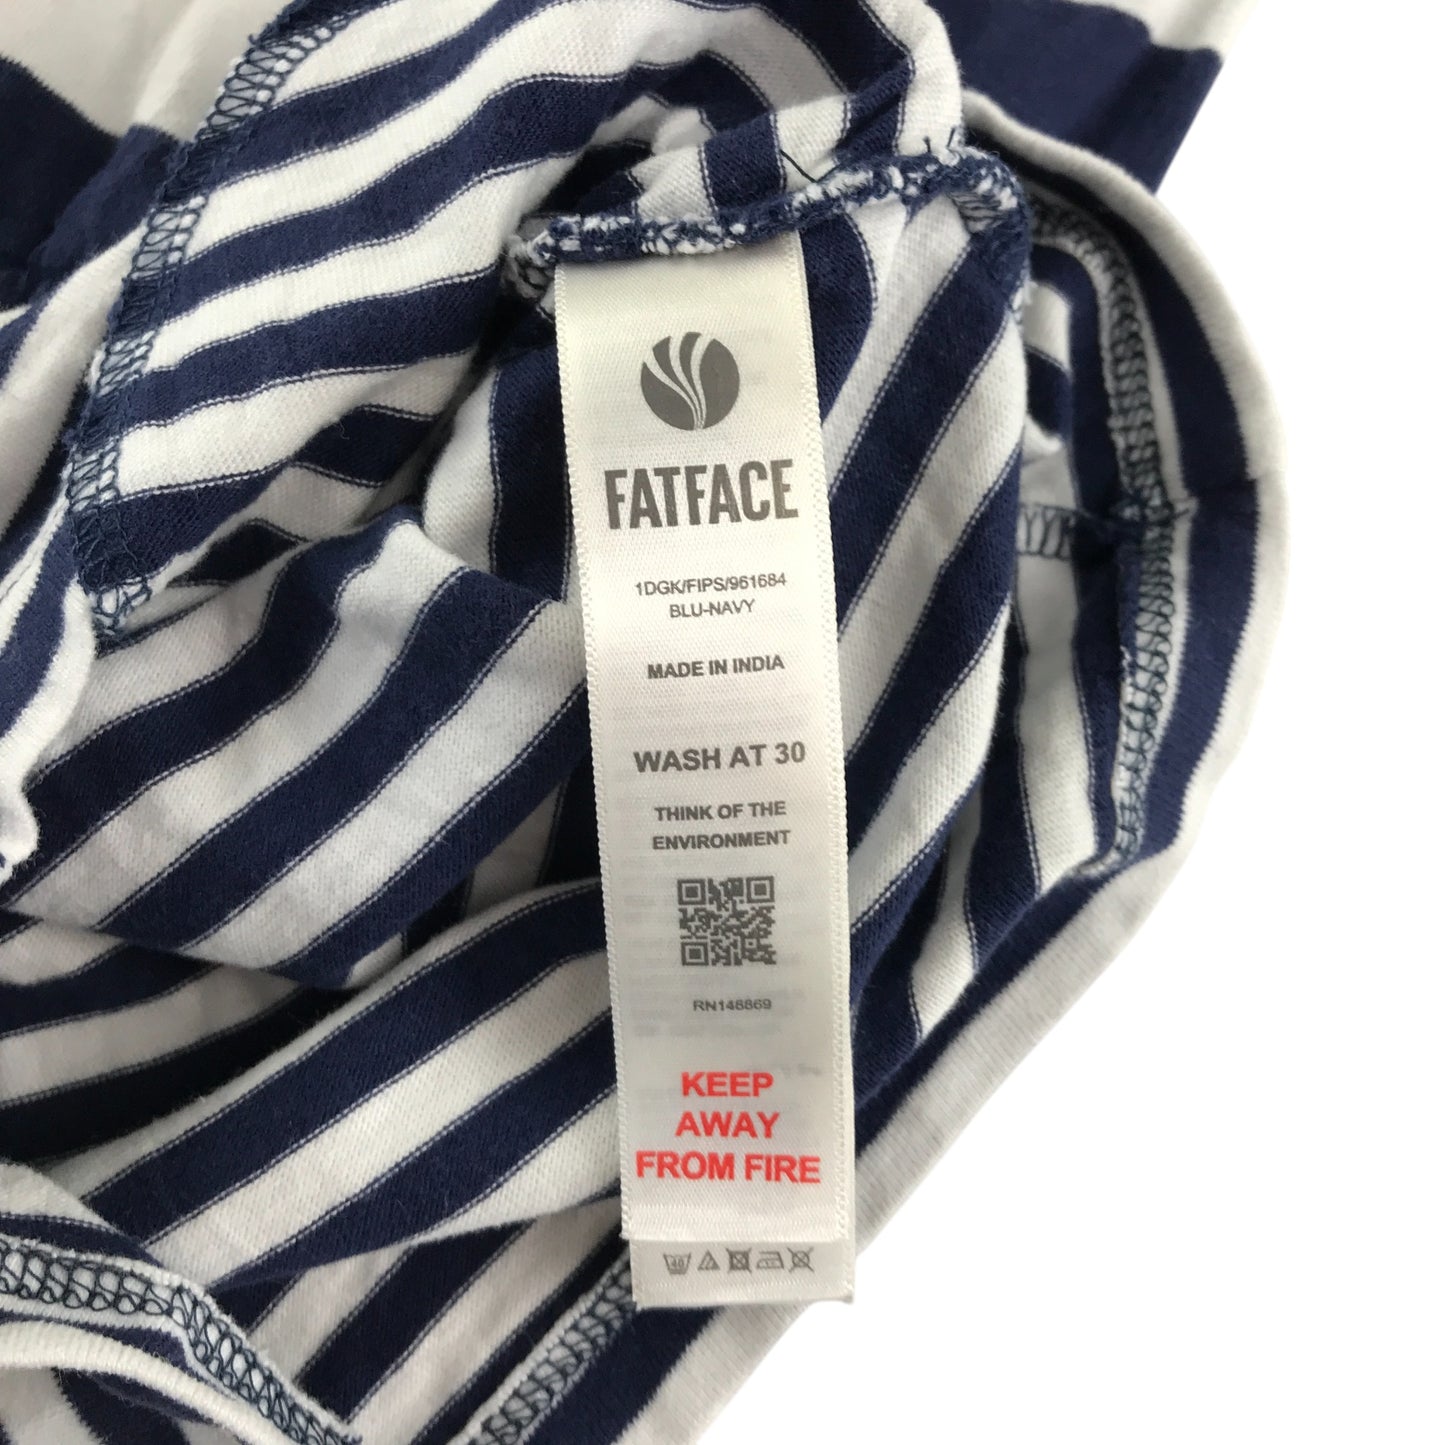 FATFACE
1DGK/FIPS/961684
BLU-NAVY
MADE IN INDIA
WASH AT 30
THINK OF THE
ENVIRONMENT
RN148869
KEEP
AWAY
FROM FIRE
40